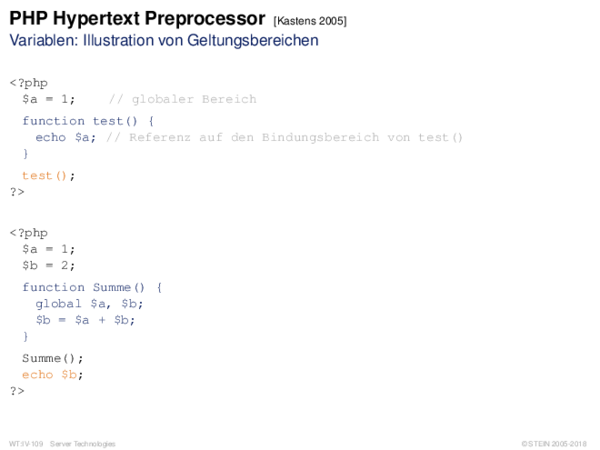 PHP Hypertext Preprocessor [Kastens 2005]
Variablen: Illustration von Geltungsbereichen
<?php
$a = 1; // globaler Bereich
function test() {
echo $a; // Referenz auf den Bindungsbereich von test()
}
test();
?>
<?php
$a = 1;
$b = 2;
function Summe() {
global $a, $b;
$b = $a + $b;
}
Summe();
echo $b;
?>
WT:IV-109 Server Technologies
© STEIN 2005-2018